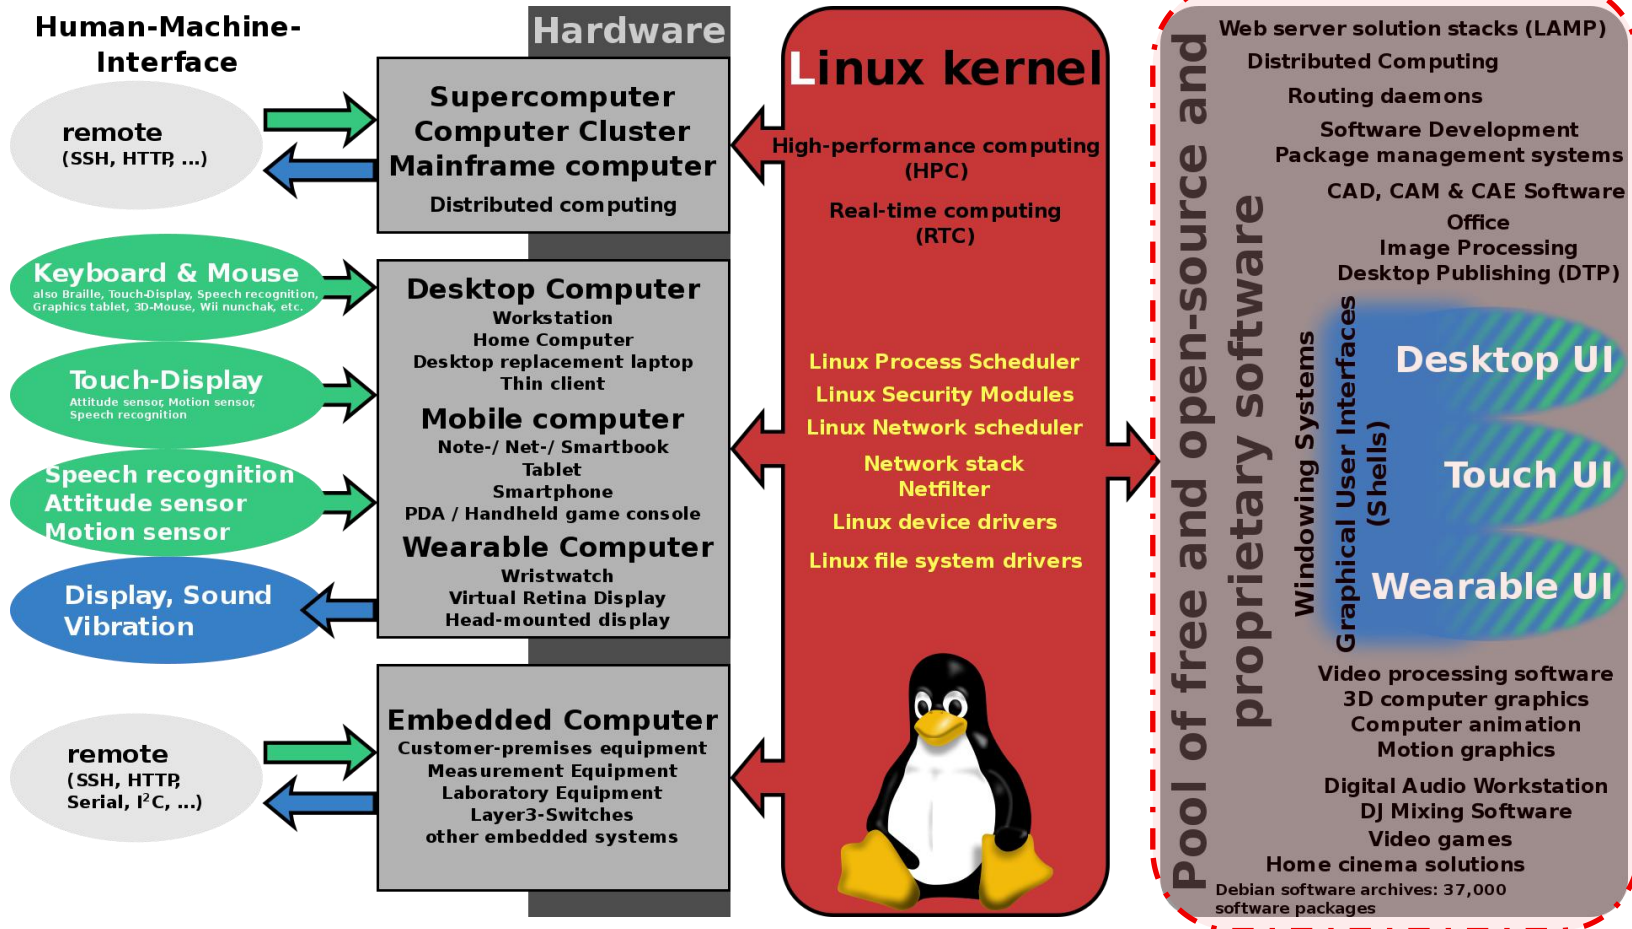 Human-Machine-
Interface
remote
(SSH, HTTP, ...)
Keyboard & Mouse
also Braille, Touch-Display, Speech recognition,
Graphics tablet, 3D-Mouse, Wii nunchak, etc.
Touch-Display
Attitude sensor, Motion sensor,
Speech recognition
Speech recognition
Attitude sensor
Motion sensor
Display, Sound
Vibration
remote
(SSH, HTTP,
Serial, I²C, ...)
Hardware
Supercomputer
Computer Cluster
Mainframe computer
Distributed computing
Desktop Computer
Workstation
Home Computer
Desktop replacement laptop
Thin client
Mobile computer
Note-/ Net-/ Smartbook
Tablet
Smartphone
PDA / Handheld game console
Wearable Computer
Wristwatch
Virtual Retina Display
Head-mounted display
Embedded Computer
Customer-premises equipment
Measurement Equipment
Laboratory Equipment
Layer3-Switches
other embedded systems
Linux kernel
High-performance computing
(HPC)
Real-time computing
(RTC)
Linux Process Scheduler
Linux Security Modules
Linux Network scheduler
Network stack
Netfilter
Linux device drivers
Linux file system drivers
Pool of free and open-source and
proprietary software
Web server solution stacks (LAMP)
Distributed Computing
Routing daemons
Software Development
Package management systems
CAD, CAM & CAE Software
Office
Image Processing
Desktop Publishing (DTP)
Windowing Systems
Graphical User Interfaces
(Shells)
Desktop UI
Touch UI
Wearable UI
Video processing software
3D computer graphics
Computer animation
Motion graphics
Digital Audio Workstation
DJ Mixing Software
Video games
Home cinema solutions
Debian software archives: 37,000
software packages